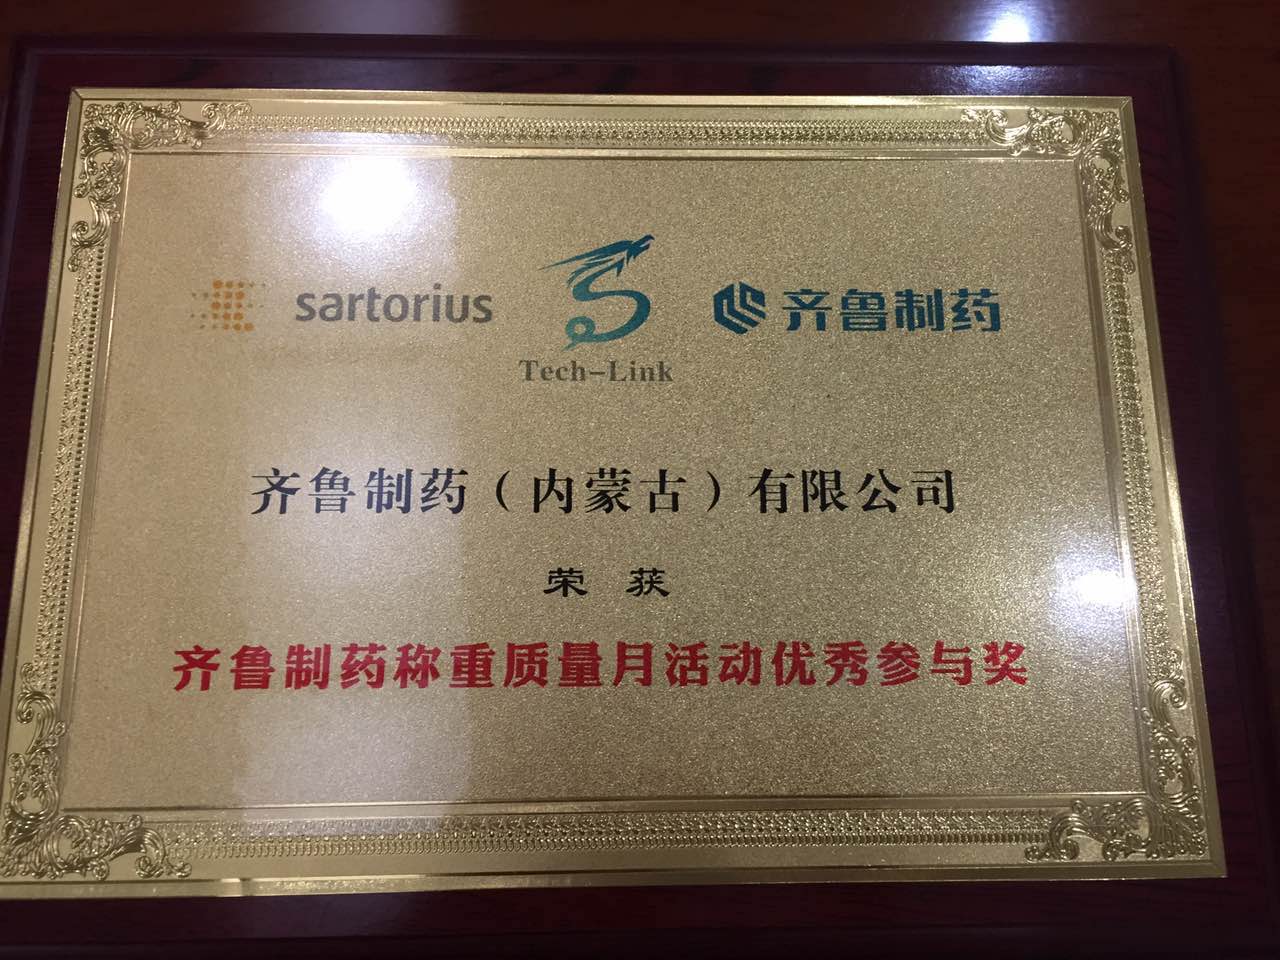 sartorius
Tech-Link
齐鲁制药
齐鲁制药（内蒙古）有限公司
荣 获
齐鲁制药称重质量月活动优秀参与奖